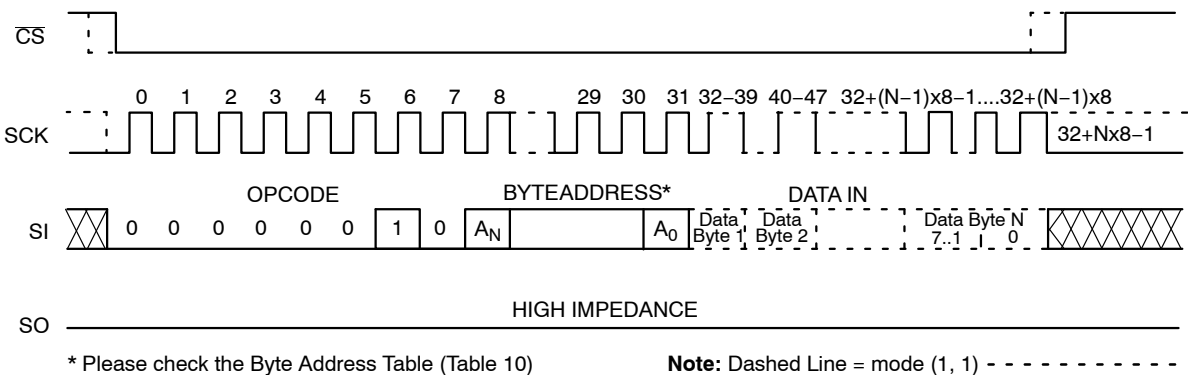 CS
0 1 2 3 4 5 6 7 8 29 30 31 32–39 40–47 32+(N–1)x8–1....32+(N–1)x8
SCK
32+Nx8–1
OPCODE BYTEADDRESS* DATA IN
SI 0 0 0 0 0 0 1 0 AN A0 Data Byte 1 Data Byte 2 Data Byte N 7..1 0
HIGH IMPEDANCE
SO
* Please check the Byte Address Table (Table 10) Note: Dashed Line = mode (1, 1)